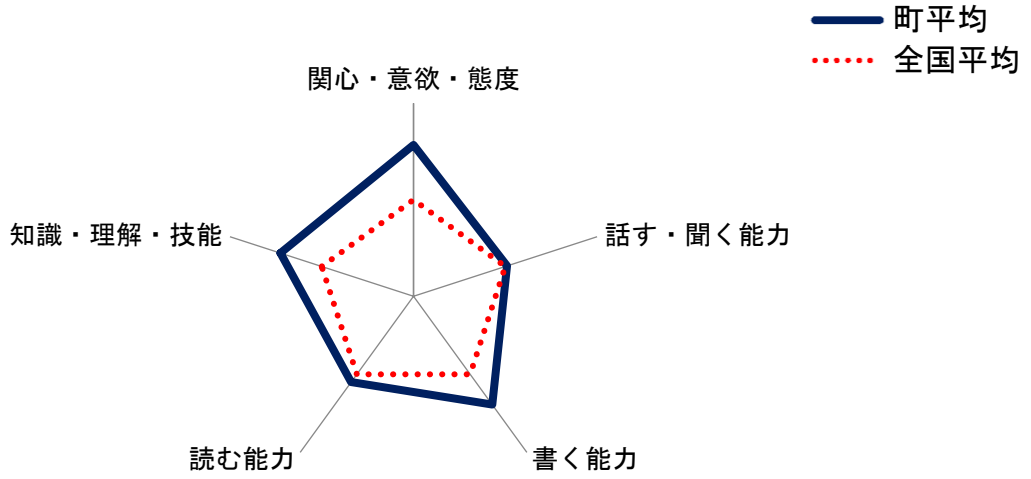 町平均
全国平均
関心・意欲・態度
知識・理解・技能
話す・聞く能力
読む能力
書く能力